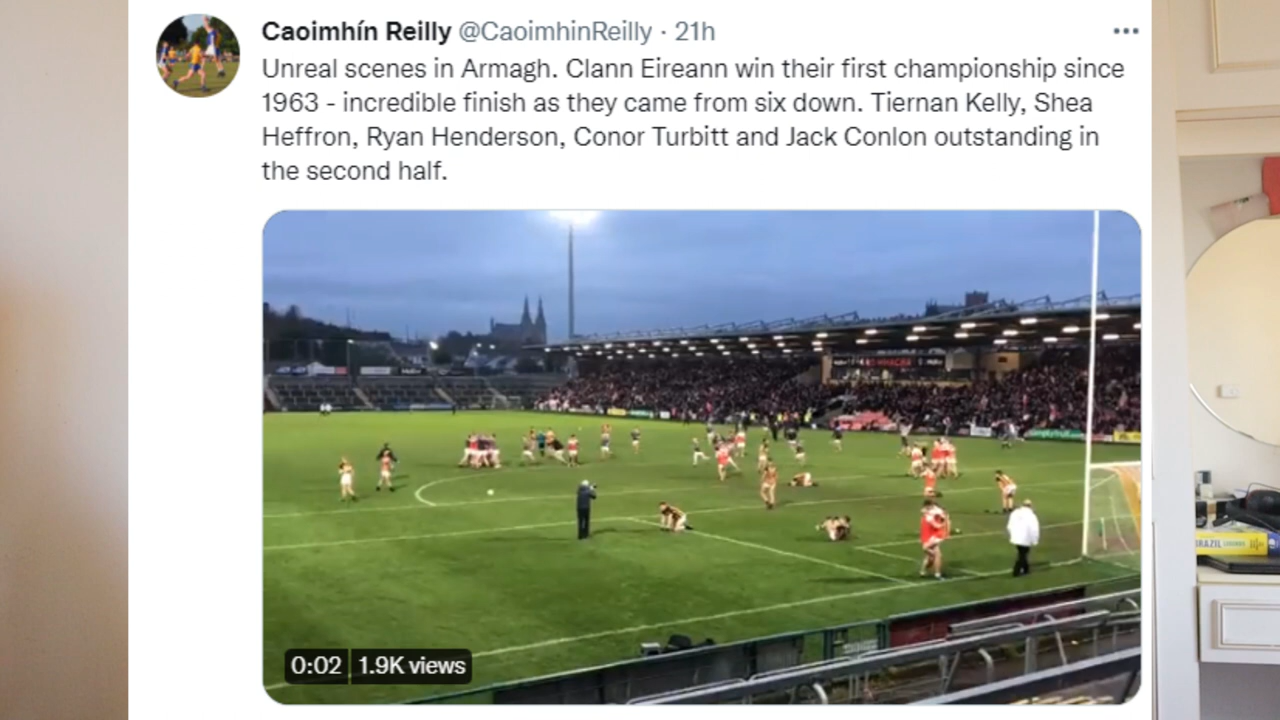 Caoimhín Reilly @CaoimhinReilly · 21h
Unreal scenes in Armagh. Clann Eireann win their first championship since
1963 - incredible finish as they came from six down. Tiernan Kelly, Shea
Heffron, Ryan Henderson, Conor Turbitt and Jack Conlon outstanding in
the second half.
0:02 1.9K views
BRAZIL